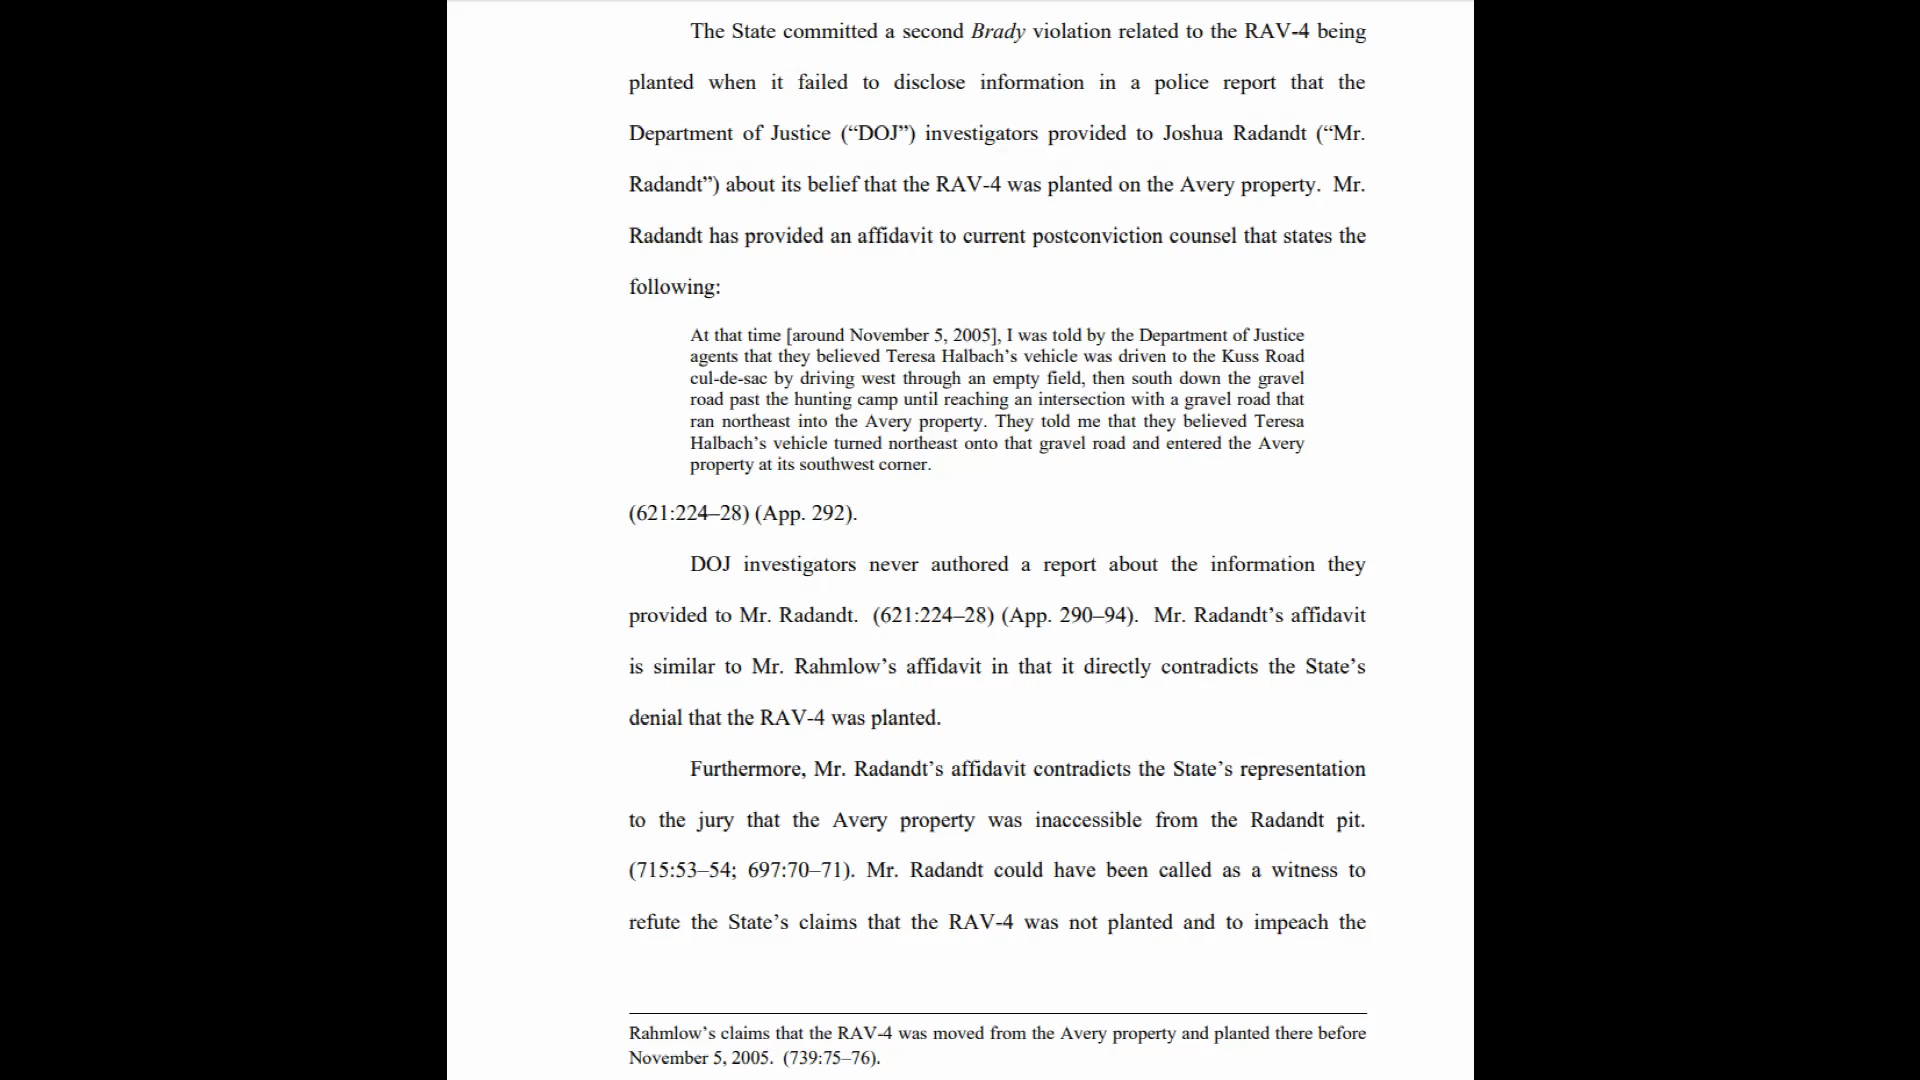 The State committed a second Brady violation related to the RAV-4 being
planted when it failed to disclose information in a police report that the
Department of Justice (“DOJ”) investigators provided to Joshua Radandt (“Mr.
Radandt”) about its belief that the RAV-4 was planted on the Avery property. Mr.
Radandt has provided an affidavit to current postconviction counsel that states the
following:
At that time [around November 5, 2005], I was told by the Department of Justice
agents that they believed Teresa Halbach’s vehicle was driven to the Kuss Road
cul-de-sac by driving west through an empty field, then south down the gravel
road past the hunting camp until reaching an intersection with a gravel road that
ran northeast into the Avery property. They told me that they believed Teresa
Halbach’s vehicle turned northeast onto that gravel road and entered the Avery
property at its southwest corner.
(621:224–28) (App. 292).
DOJ investigators never authored a report about the information they
provided to Mr. Radandt. (621:224–28) (App. 290–94). Mr. Radandt’s affidavit
is similar to Mr. Rahmlow’s affidavit in that it directly contradicts the State’s
denial that the RAV-4 was planted.
Furthermore, Mr. Radandt’s affidavit contradicts the State’s representation
to the jury that the Avery property was inaccessible from the Radandt pit.
(715:53–54; 697:70–71). Mr. Radandt could have been called as a witness to
refute the State’s claims that the RAV-4 was not planted and to impeach the
Rahmlow’s claims that the RAV-4 was moved from the Avery property and planted there before
November 5, 2005. (739:75–76).